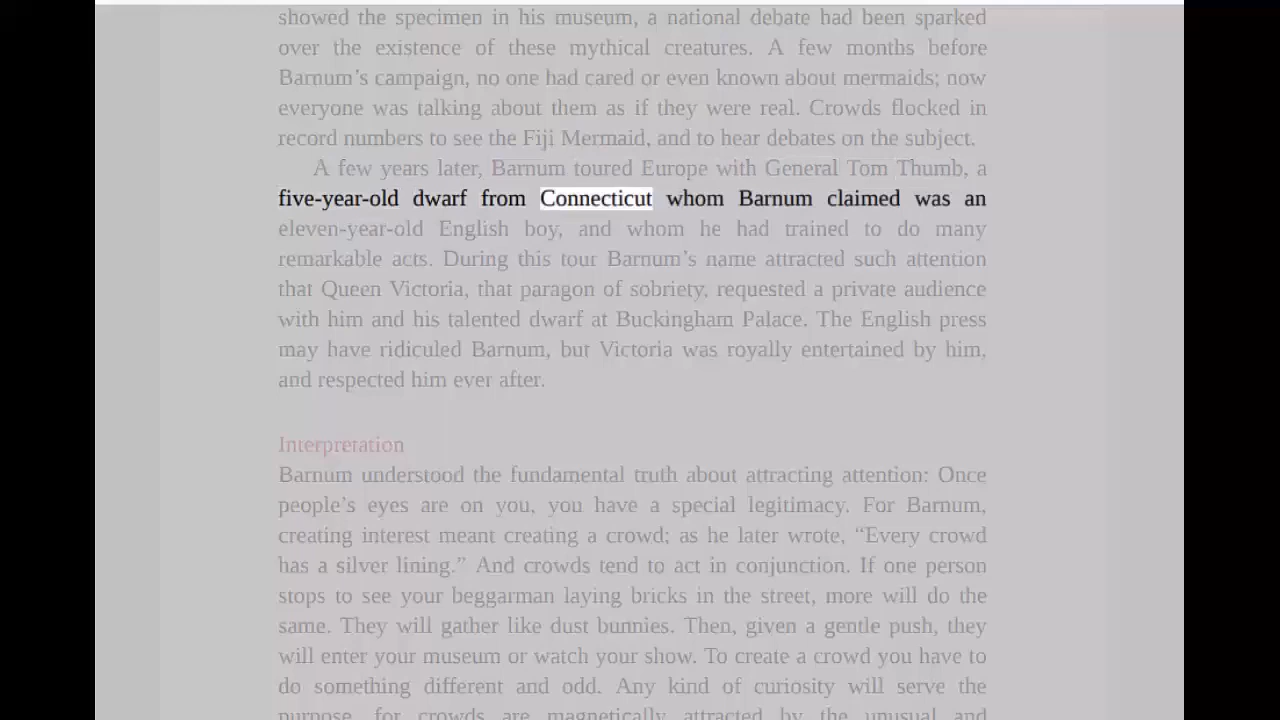 showed the specimen in his museum, a national debate had been sparked
over the existence of these mythical creatures. A few months before
Barnum’s campaign, no one had cared or even known about mermaids; now
everyone was talking about them as if they were real. Crowds flocked in
record numbers to see the Fiji Mermaid, and to hear debates on the subject.
A few years later, Barnum toured Europe with General Tom Thumb, a
five-year-old dwarf from Connecticut whom Barnum claimed was an
eleven-year-old English boy, and whom he had trained to do many
remarkable acts. During this tour Barnum’s name attracted such attention
that Queen Victoria, that paragon of sobriety, requested a private audience
with him and his talented dwarf at Buckingham Palace. The English press
may have ridiculed Barnum, but Victoria was royally entertained by him,
and respected him ever after.
Interpretation
Barnum understood the fundamental truth about attracting attention: Once
people’s eyes are on you, you have a special legitimacy. For Barnum,
creating interest meant creating a crowd; as he later wrote, “Every crowd
has a silver lining.” And crowds tend to act in conjunction. If one person
stops to see your beggarman laying bricks in the street, more will do the
same. They will gather like dust bunnies. Then, given a gentle push, they
will enter your museum or watch your show. To create a crowd you have to
do something different and odd. Any kind of curiosity will serve the
purpose, for crowds are magnetically attracted by the unusual and